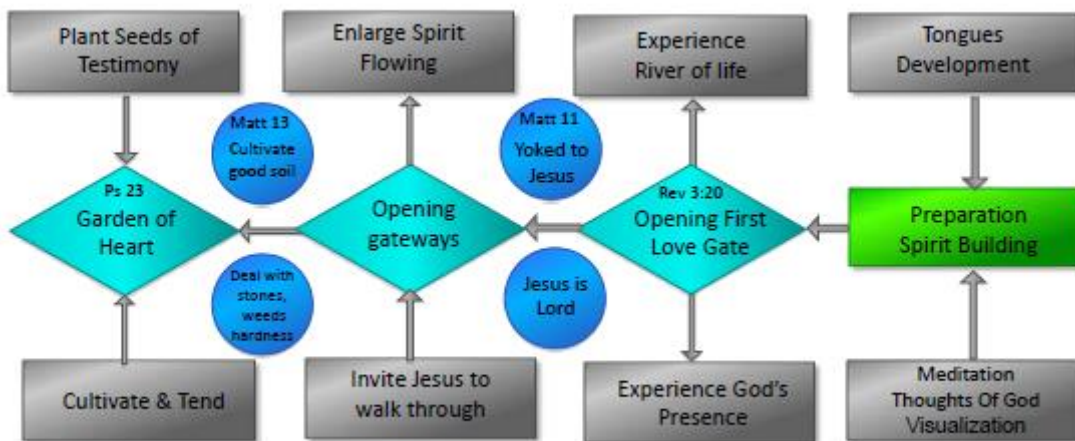 Plant Seeds of
Testimony
Enlarge Spirit
Flowing
Experience
River of life
Tongues
Development
Matt 13
Cultivate
good soil
Matt 11
Yoked to
Jesus
Ps 23
Garden of
Heart
Opening
gateways
Rev 3:20
Opening First
Love Gate
Preparation
Spirit Building
Deal with
stones,
weeds
hardness
Jesus is
Lord
Cultivate & Tend
Invite Jesus to
walk through
Experience God's
Presence
Meditation
Thoughts Of God
Visualization